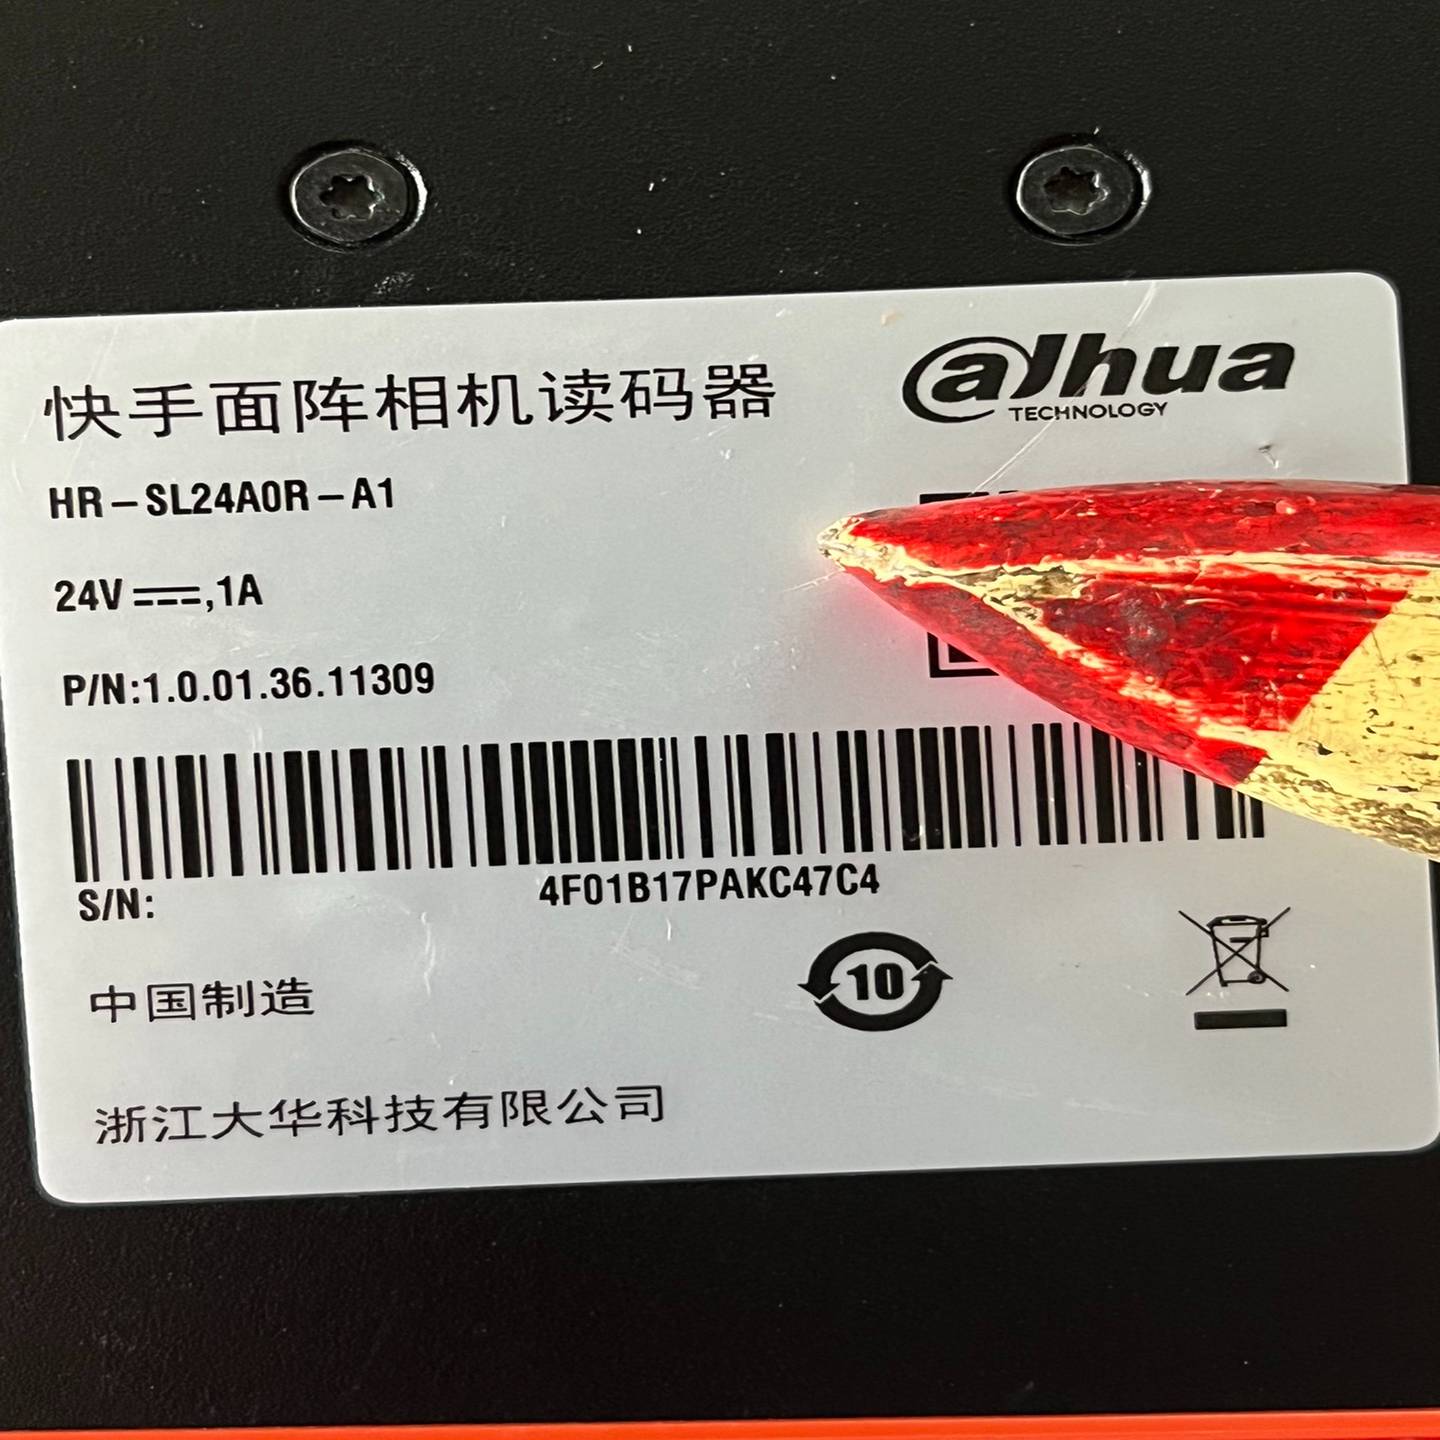 快手面阵相机读码器
alhua
TECHNOLOGY
HR-SL24A0R-A1
24V⎓,1A
P/N:1.0.01.36.11309
S/N: 4F01B17PAKC47C4
中国制造
10
浙江大华科技有限公司